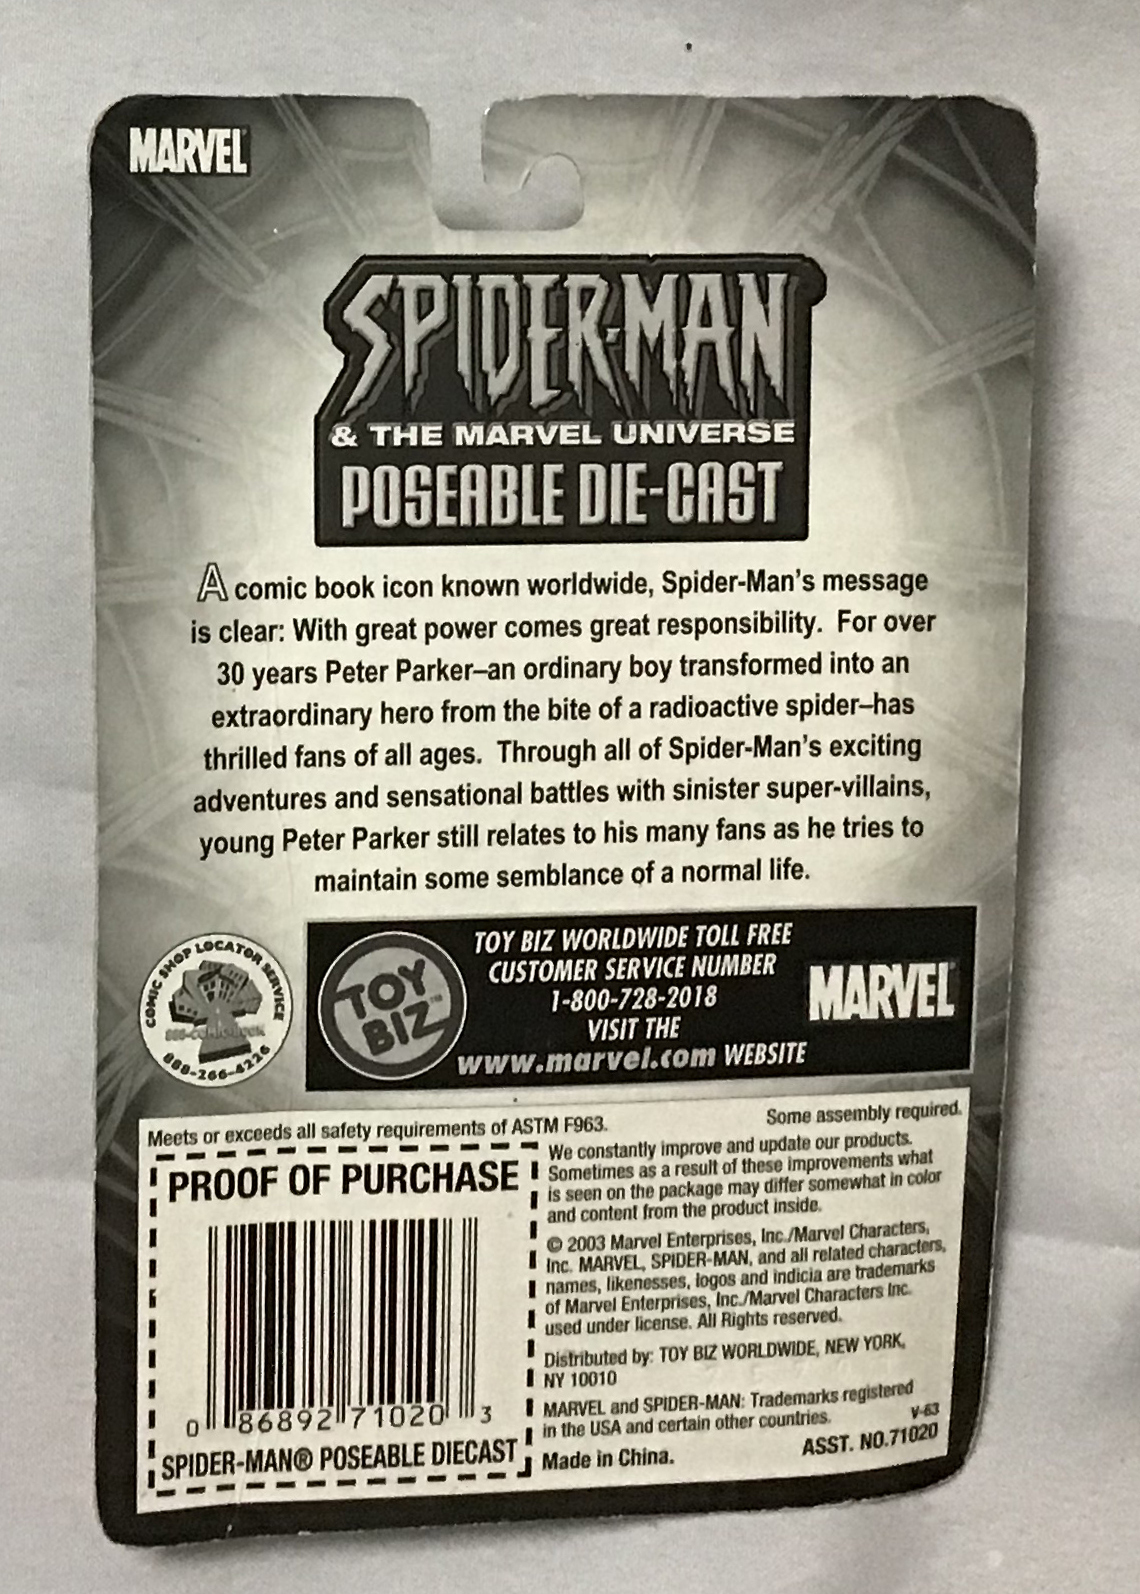 MARVEL
SPIDER-MAN
& THE MARVEL UNIVERSE
POSEABLE DIE-CAST
A comic book icon known worldwide, Spider-Man's message
is clear: With great power comes great responsibility. For over
30 years Peter Parker–an ordinary boy transformed into an
extraordinary hero from the bite of a radioactive spider–has
thrilled fans of all ages. Through all of Spider-Man's exciting
adventures and sensational battles with sinister super-villains,
young Peter Parker still relates to his many fans as he tries to
maintain some semblance of a normal life.
COMIC SHOP LOCATOR SERVICE
888-COMIC-BOOK
888-266-4226
TOY
BIZ™
TOY BIZ WORLDWIDE TOLL FREE
CUSTOMER SERVICE NUMBER
1-800-728-2018
VISIT THE
www.marvel.com WEBSITE
MARVEL
Meets or exceeds all safety requirements of ASTM F963.
Some assembly required.
PROOF OF PURCHASE
0 86892 71020 3
SPIDER-MAN® POSEABLE DIECAST
We constantly improve and update our products.
Sometimes as a result of these improvements what
is seen on the package may differ somewhat in color
and content from the product inside.
© 2003 Marvel Enterprises, Inc./Marvel Characters,
Inc. MARVEL, SPIDER-MAN, and all related characters,
names, likenesses, logos and indicia are trademarks
of Marvel Enterprises, Inc./Marvel Characters Inc.
used under license. All Rights reserved.
Distributed by: TOY BIZ WORLDWIDE, NEW YORK,
NY 10010
MARVEL and SPIDER-MAN: Trademarks registered
in the USA and certain other countries.
V-63
Made in China.
ASST. NO.71020